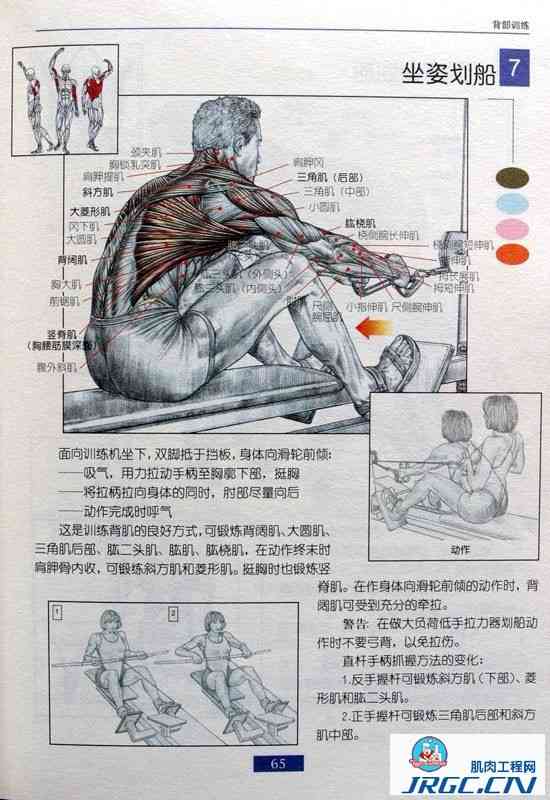 背部训练
坐姿划船
7
颈夹肌
胸锁乳突肌
肩胛提肌
斜方肌
大菱形肌
冈下肌
大圆肌
背阔肌
胸大肌
前锯肌
竖脊肌
(胸腰筋膜深面)
腹外斜肌
肩胛冈
三角肌（后部）
三角肌（中部）
小圆肌
肱桡肌
桡侧腕长伸肌
桡侧腕短伸肌
指伸肌
拇长展肌
拇短伸肌
肱三头肌（外侧头）
肱三头肌（内侧头）
肘肌
尺侧
腕屈肌
小指伸肌
尺侧腕伸肌
面向训练机坐下，双脚抵于挡板，身体向滑轮前倾：
——吸气，用力拉动手柄至胸廓下部，挺胸
——将拉柄拉向身体的同时，肘部尽量向后
——动作完成时呼气
这是训练背肌的良好方式，可锻炼背阔肌、大圆肌、
三角肌后部、肱二头肌、肱肌、肱桡肌，在动作终末时
肩胛骨内收，可锻炼斜方肌和菱形肌。挺胸时也锻炼竖
动作
脊肌。在作身体向滑轮前倾的动作时，背
阔肌可受到充分的牵拉。
警告：在做大负荷低手拉力器划船动
作时不要弓背，以免拉伤。
直杆手柄抓握方法的变化：
1.反手握杆可锻炼斜方肌（下部）、菱
形肌和肱二头肌。
2.正手握杆可锻炼三角肌后部和斜方
肌中部。
1
2
65
肌肉工程网
JRGC.CN